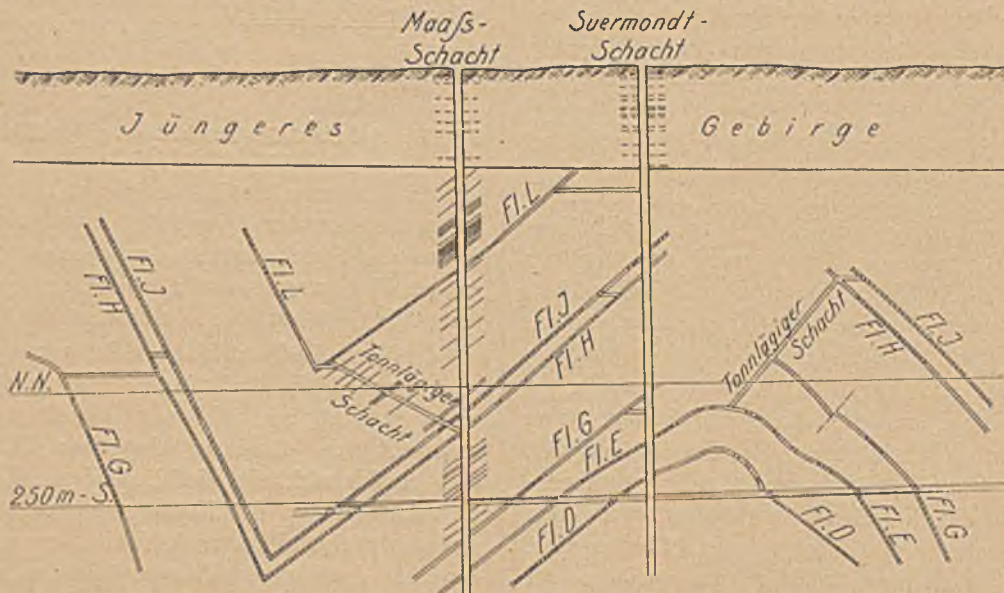 Maaſs-
Schacht
Suermondt-
Schacht
Jüngeres
Gebirge
Fl.L
Fl.J
Fl.H
Fl.L
Fl.J
Fl.H
Tonnlägiger
Schacht
Fl.J
Fl.H
Tonnlägiger
Schacht
N.N.
Fl.G
Fl.G
Fl.E
Fl.D
250m-S.
Fl.D
Fl.E
Fl.G